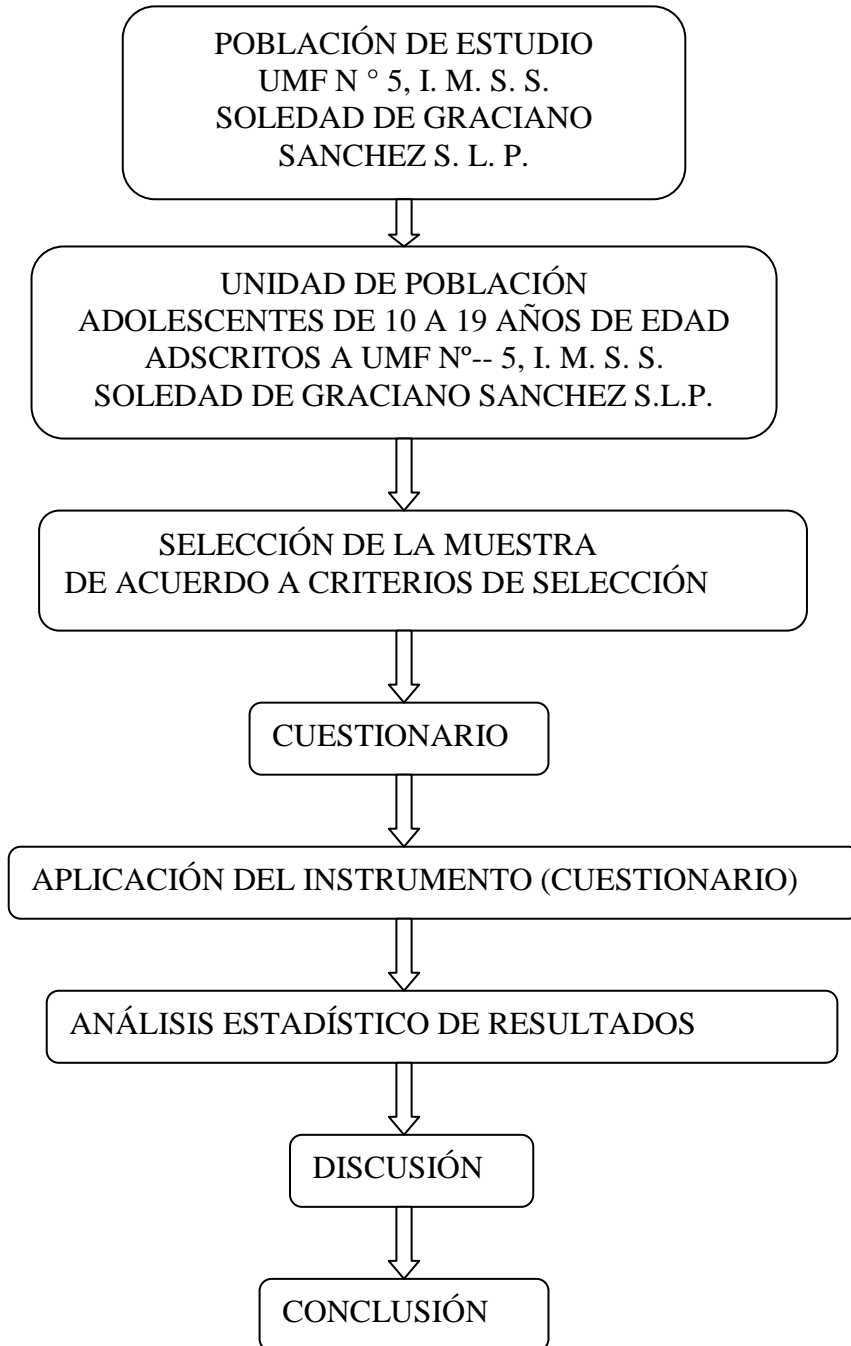 POBLACIÓN DE ESTUDIO
UMF N ° 5, I. M. S. S.
SOLEDAD DE GRACIANO
SANCHEZ S. L. P.
UNIDAD DE POBLACIÓN
ADOLESCENTES DE 10 A 19 AÑOS DE EDAD
ADSCRITOS A UMF Nº-- 5, I. M. S. S.
SOLEDAD DE GRACIANO SANCHEZ S.L.P.
SELECCIÓN DE LA MUESTRA
DE ACUERDO A CRITERIOS DE SELECCIÓN
CUESTIONARIO
APLICACIÓN DEL INSTRUMENTO (CUESTIONARIO)
ANÁLISIS ESTADÍSTICO DE RESULTADOS
DISCUSIÓN
CONCLUSIÓN